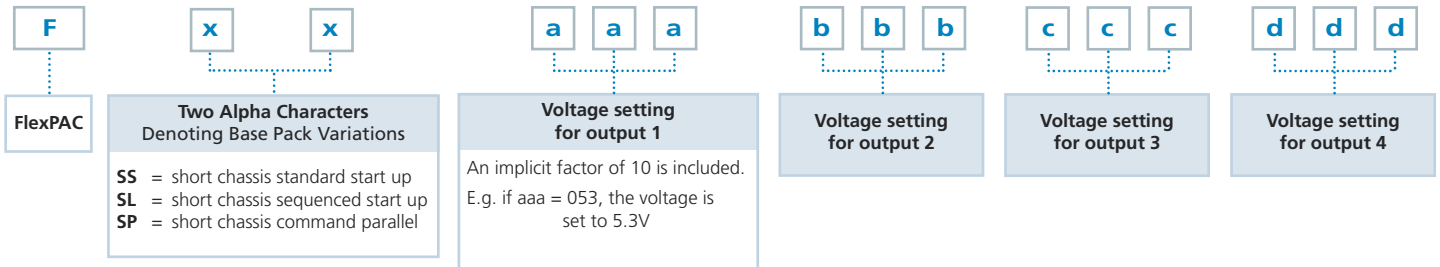 F x x a a a b b b c c c d d d
FlexPAC
Two Alpha Characters
Denoting Base Pack Variations
SS = short chassis standard start up
SL = short chassis sequenced start up
SP = short chassis command parallel
Voltage setting
for output 1
An implicit factor of 10 is included.
E.g. if aaa = 053, the voltage is
set to 5.3V
Voltage setting
for output 2
Voltage setting
for output 3
Voltage setting
for output 4